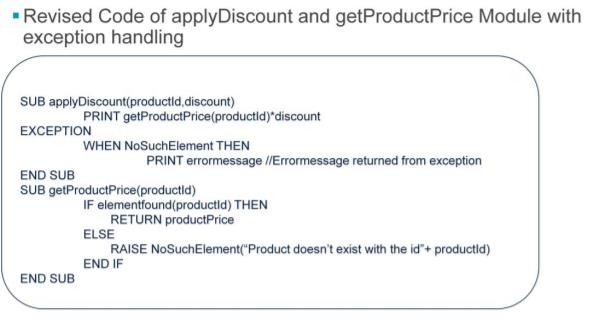 Revised Code of applyDiscount and getProductPrice Module with
exception handling
SUB applyDiscount(productId,discount)
PRINT getProductPrice(productId)*discount
EXCEPTION
WHEN NoSuchElement THEN
PRINT errormessage //Errormessage returned from exception
END SUB
SUB getProductPrice(productId)
IF elementfound(productId) THEN
RETURN productPrice
ELSE
RAISE NoSuchElement(“Product doesn’t exist with the id”+ productId)
END IF
END SUB